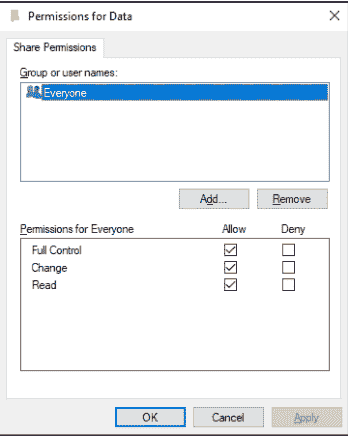 Permissions for Data
Share Permissions
Group or user names:
Everyone
Add... Remove
Permissions for Everyone Allow Deny
Full Control
Change
Read
OK Cancel Apply